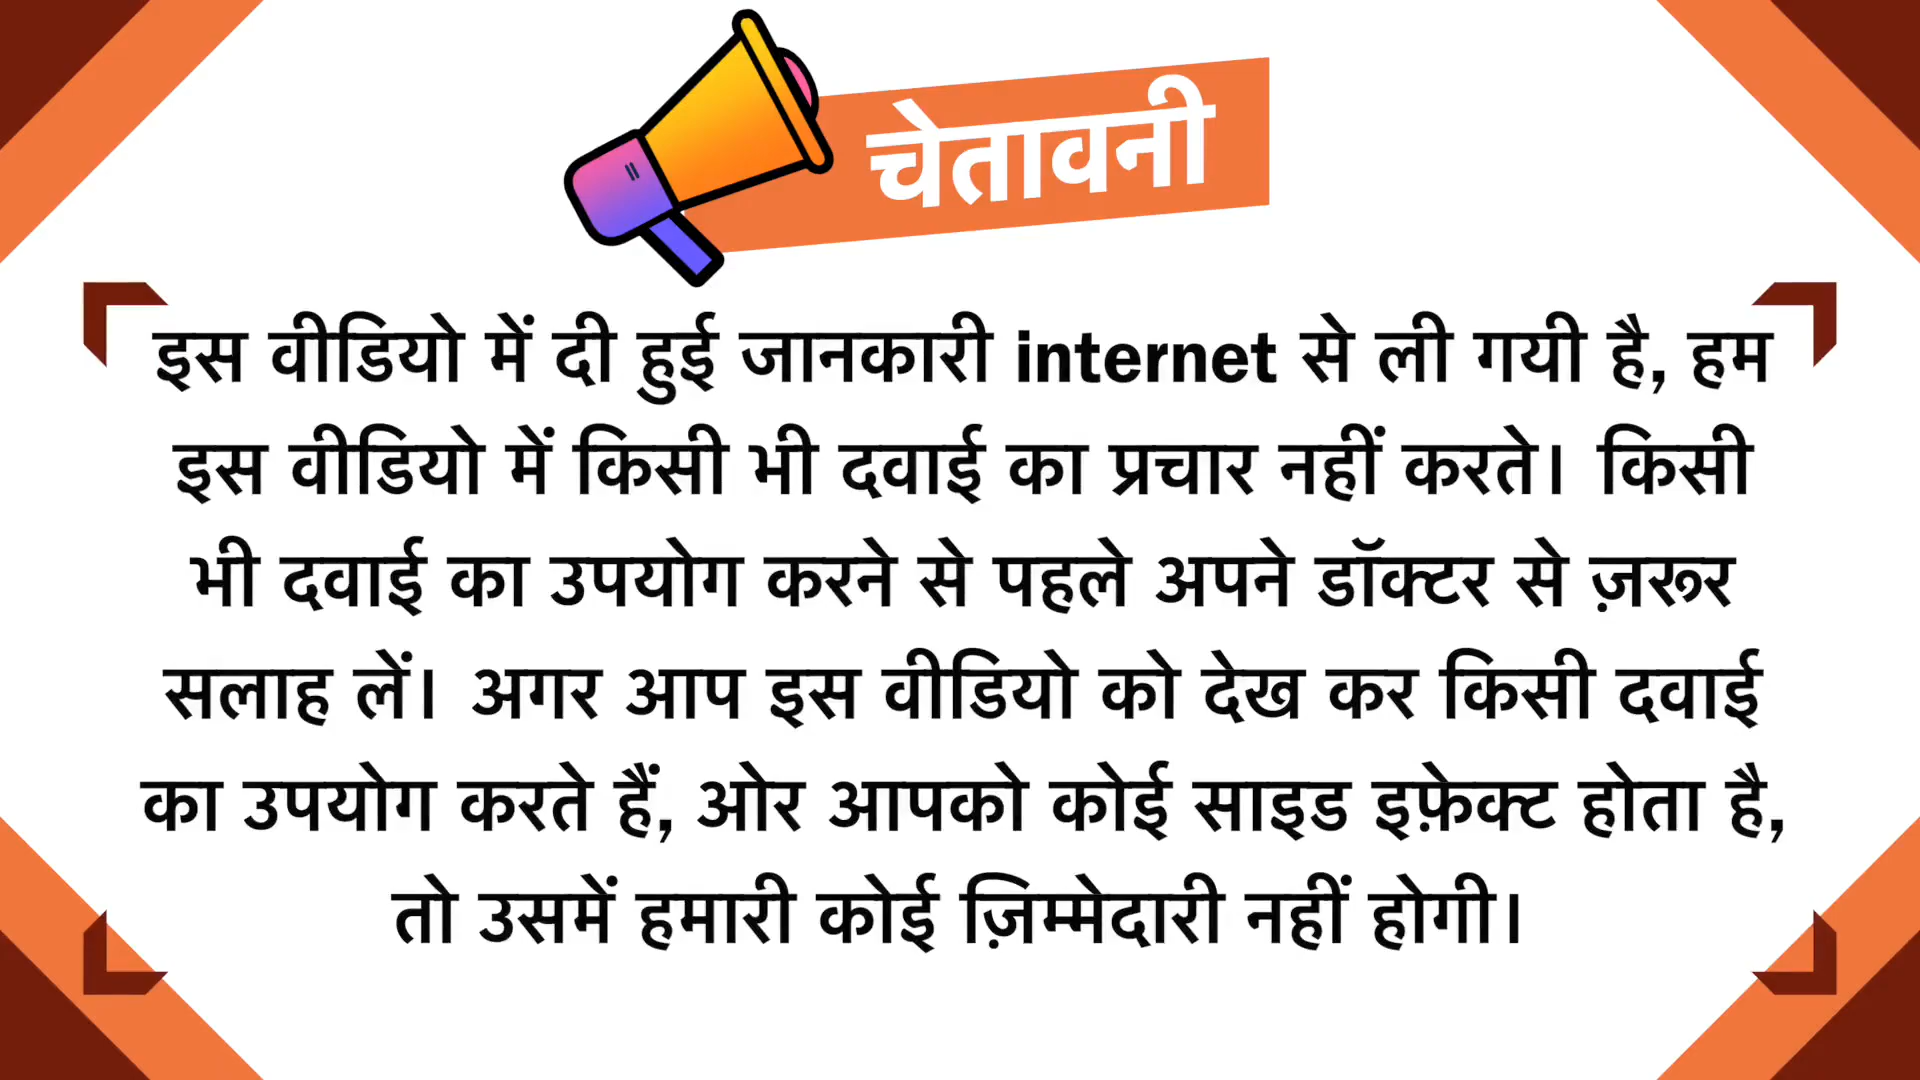 चेतावनी
इस वीडियो में दी हुई जानकारी internet से ली गयी है, हम
इस वीडियो में किसी भी दवाई का प्रचार नहीं करते। किसी
भी दवाई का उपयोग करने से पहले अपने डॉक्टर से ज़रूर
सलाह लें। अगर आप इस वीडियो को देख कर किसी दवाई
का उपयोग करते हैं, ओर आपको कोई साइड इफ़ेक्ट होता है,
तो उसमें हमारी कोई ज़िम्मेदारी नहीं होगी।